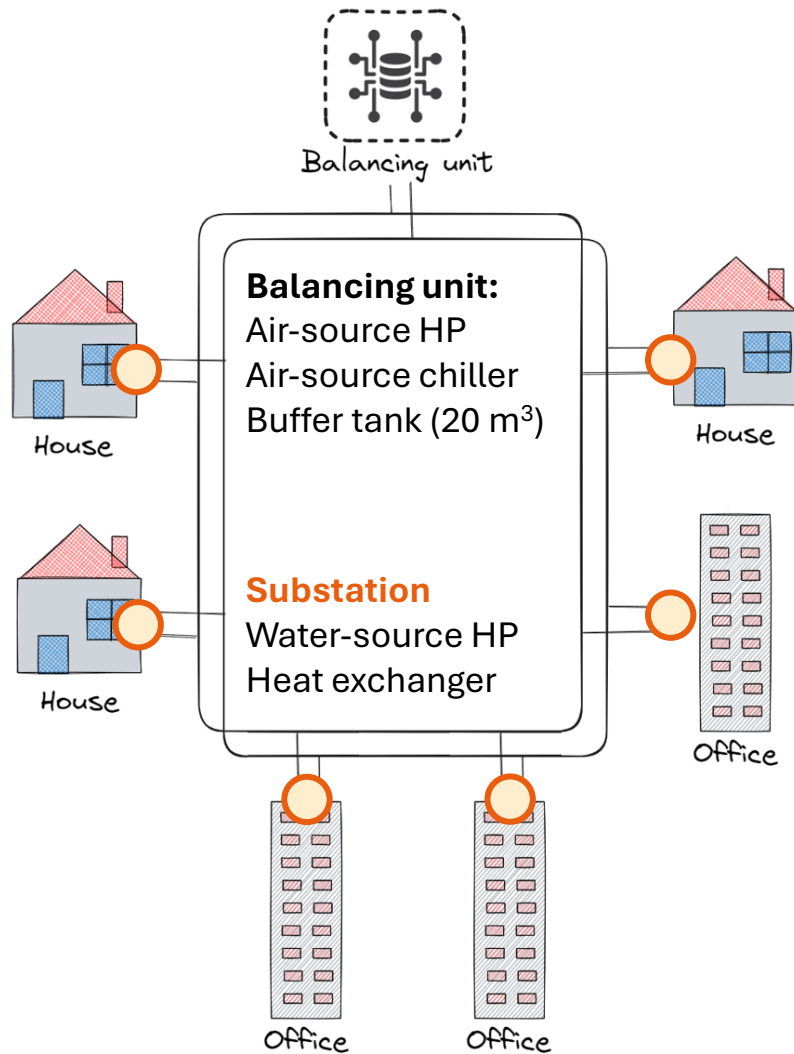 Balancing unit
Balancing unit:
Air-source HP
Air-source chiller
Buffer tank (20 m³)
House
House
Substation
Water-source HP
Heat exchanger
House
Office
Office
Office